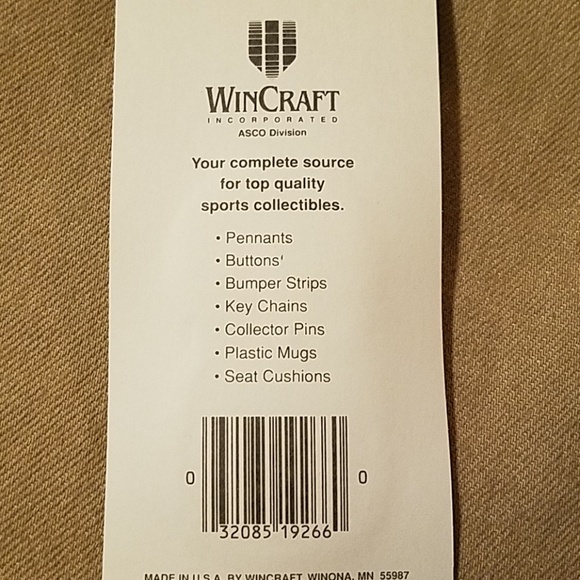 WINCRAFT
INCORPORATED
ASCO Division
Your complete source
for top quality
sports collectibles.
• Pennants
• Buttons'
• Bumper Strips
• Key Chains
• Collector Pins
• Plastic Mugs
• Seat Cushions
0 32085 19266 0
MADE IN U.S.A. BY WINCRAFT, WINONA, MN 55987